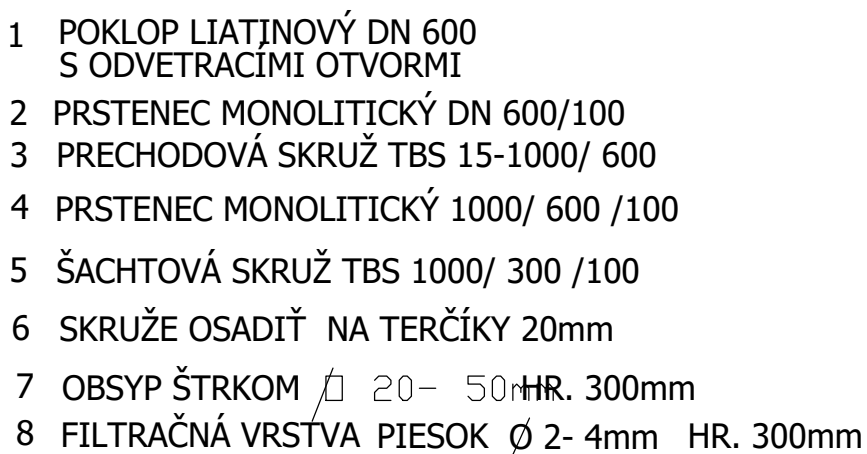 1 POKLOP LIATINOVÝ DN 600
S ODVETRACÍMI OTVORMI
2 PRSTENEC MONOLITICKÝ DN 600/100
3 PRECHODOVÁ SKRUŽ TBS 15-1000/ 600
4 PRSTENEC MONOLITICKÝ 1000/ 600 /100
5 ŠACHTOVÁ SKRUŽ TBS 1000/ 300 /100
6 SKRUŽE OSADIŤ NA TERČÍKY 20mm
7 OBSYP ŠTRKOM 20- 50mm HR. 300mm
8 FILTRAČNÁ VRSTVA PIESOK Ø 2- 4mm HR. 300mm